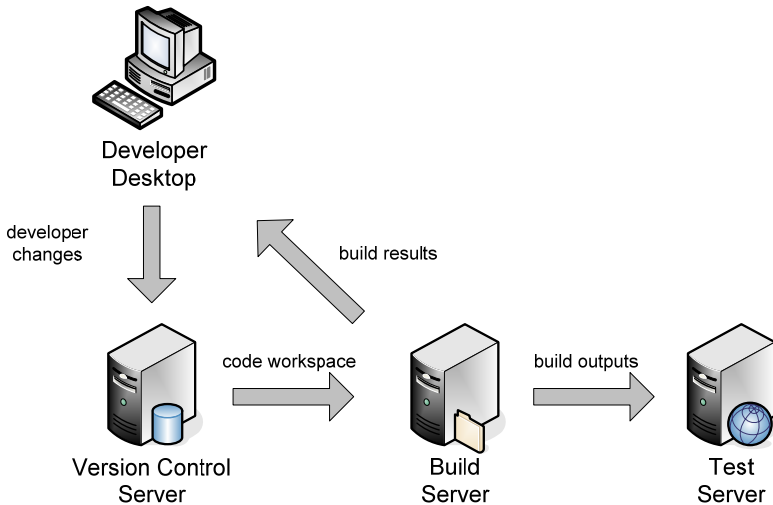 Developer
Desktop
developer
changes
build results
code workspace
build outputs
Version Control
Server
Build
Server
Test
Server